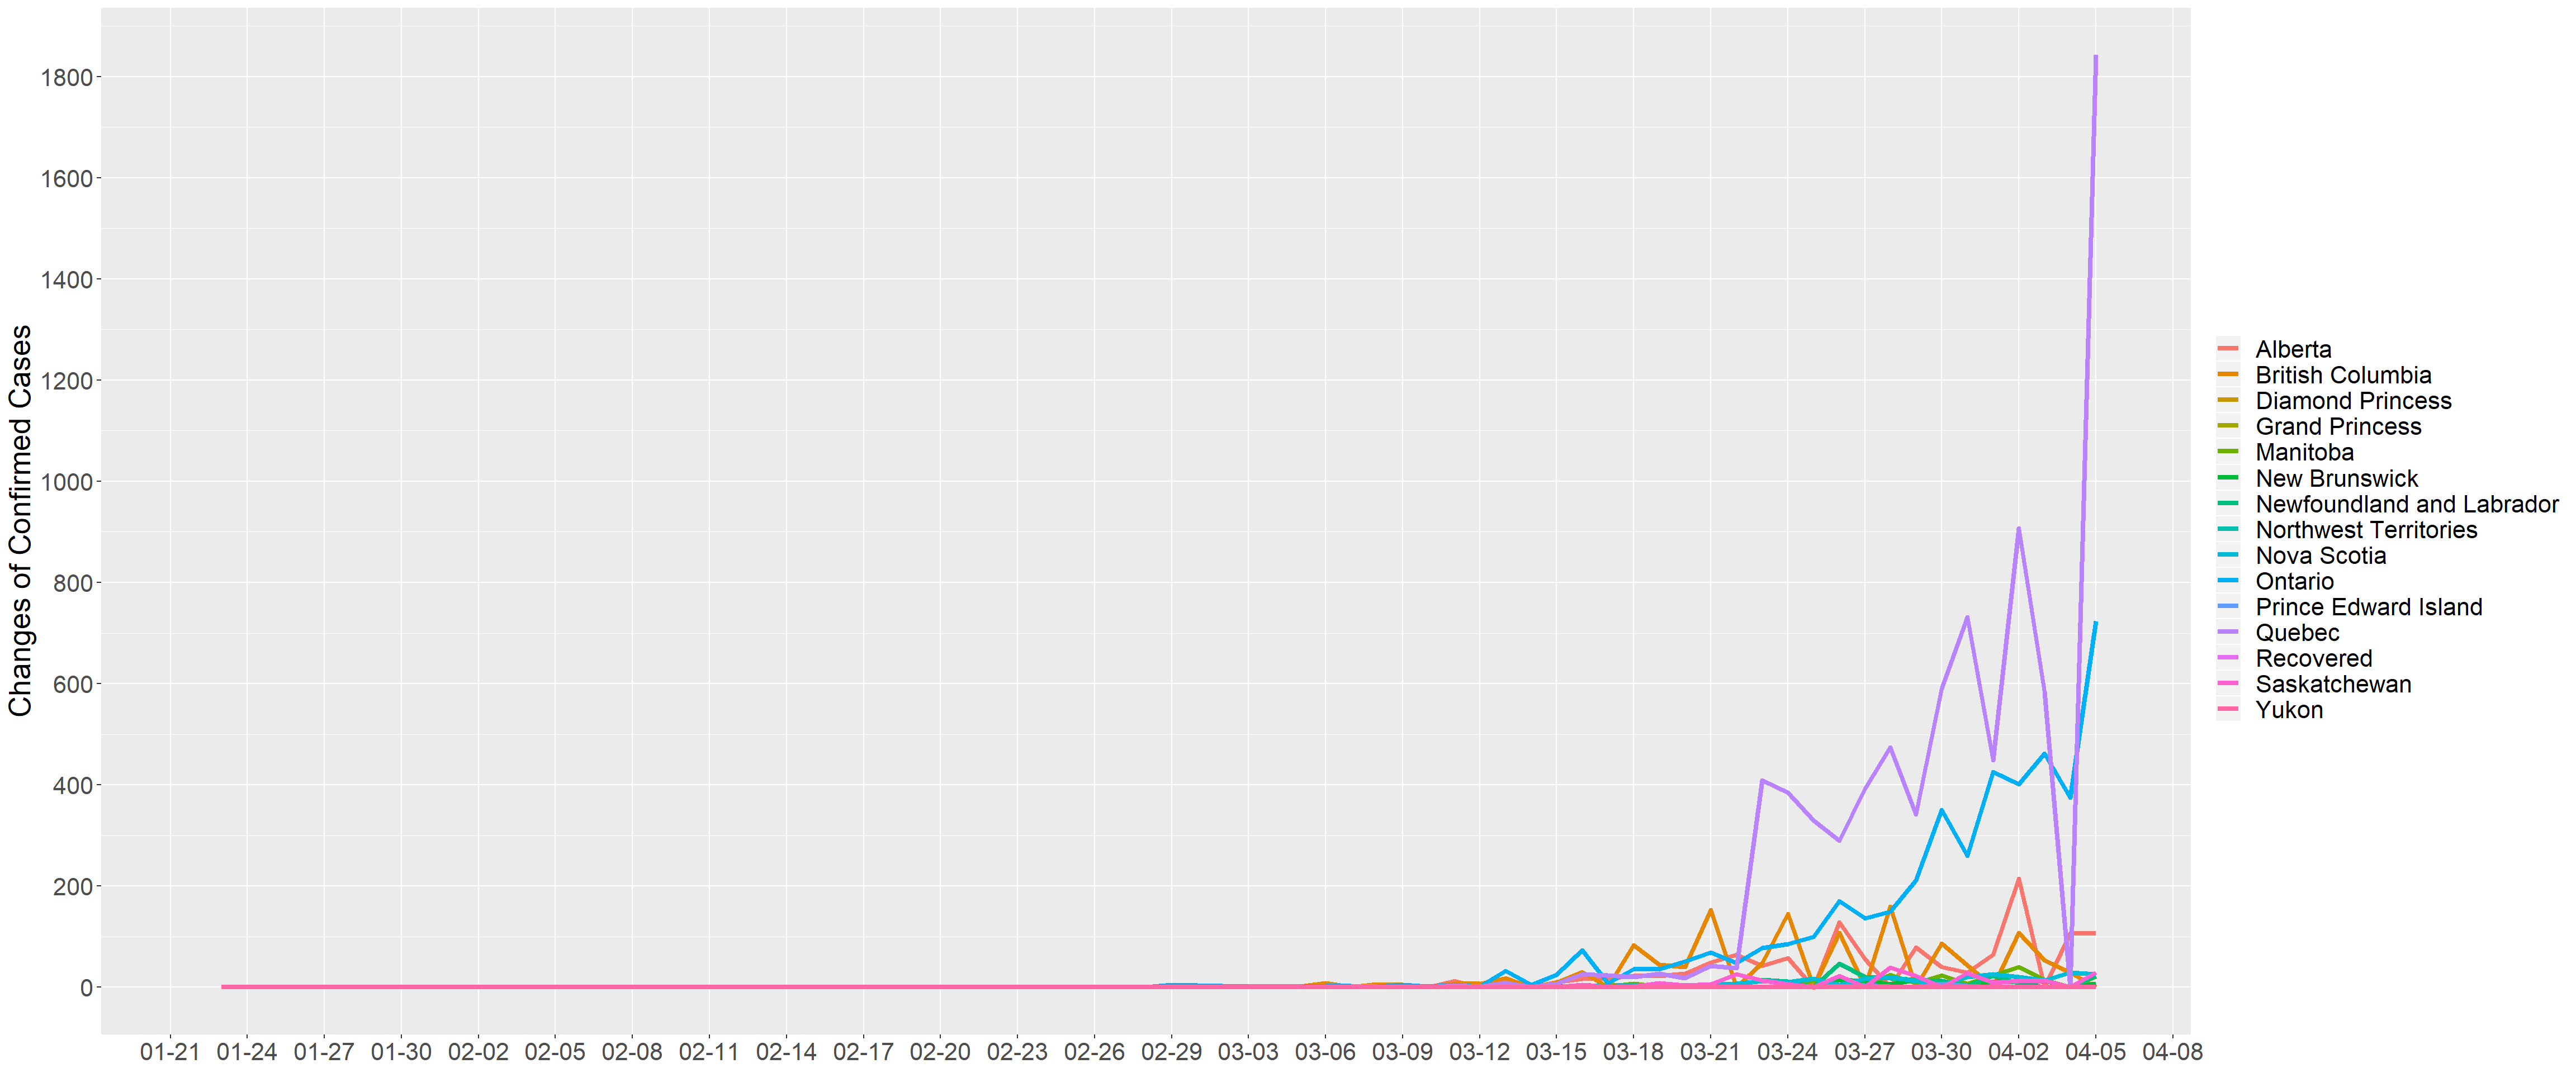 Changes of Confirmed Cases
1800
1600
1400
1200
1000
800
600
400
200
0
01-21 01-24 01-27 01-30 02-02 02-05 02-08 02-11 02-14 02-17 02-20 02-23 02-26 02-29 03-03 03-06 03-09 03-12 03-15 03-18 03-21 03-24 03-27 03-30 04-02 04-05 04-08
Alberta
British Columbia
Diamond Princess
Grand Princess
Manitoba
New Brunswick
Newfoundland and Labrador
Northwest Territories
Nova Scotia
Ontario
Prince Edward Island
Quebec
Recovered
Saskatchewan
Yukon